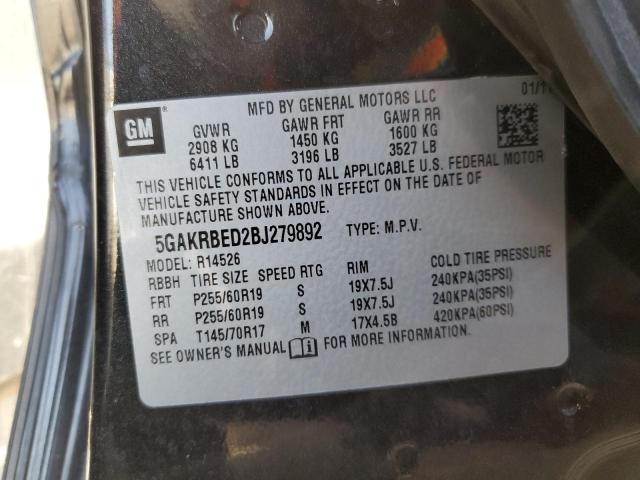 MFD BY GENERAL MOTORS LLC 01/1
GM ® GVWR GAWR FRT GAWR RR
2908 KG 1450 KG 1600 KG
6411 LB 3196 LB 3527 LB
THIS VEHICLE CONFORMS TO ALL APPLICABLE U.S. FEDERAL MOTOR
VEHICLE SAFETY STANDARDS IN EFFECT ON THE DATE OF
MANUFACTURE SHOWN ABOVE.
5GAKRBED2BJ279892 TYPE: M.P.V.
MODEL: R14526
RBBH TIRE SIZE SPEED RTG RIM COLD TIRE PRESSURE
FRT P255/60R19 S 19X7.5J 240KPA(35PSI)
RR P255/60R19 S 19X7.5J 240KPA(35PSI)
SPA T145/70R17 M 17X4.5B 420KPA(60PSI)
SEE OWNER'S MANUAL FOR MORE INFORMATION.